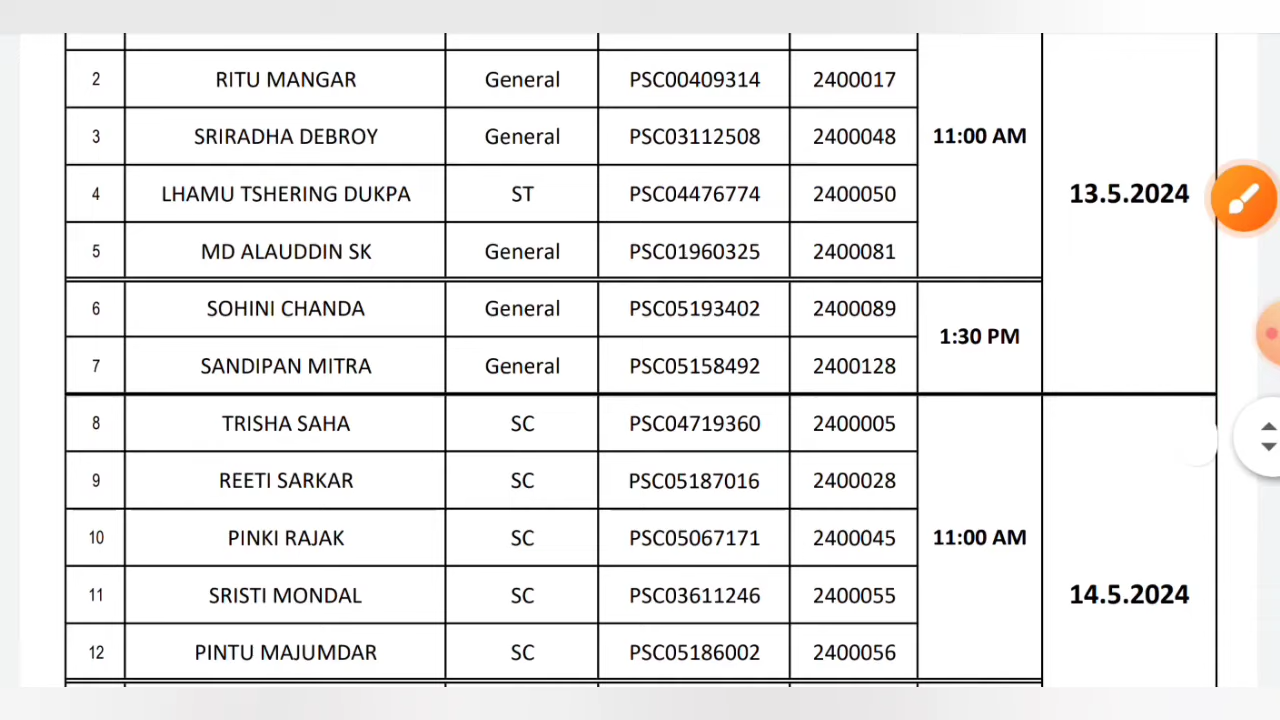 2 RITU MANGAR General PSC00409314 2400017
3 SRIRADHA DEBROY General PSC03112508 2400048 11:00 AM
4 LHAMU TSHERING DUKPA ST PSC04476774 2400050 13.5.2024
5 MD ALAUDDIN SK General PSC01960325 2400081
6 SOHINI CHANDA General PSC05193402 2400089
1:30 PM
7 SANDIPAN MITRA General PSC05158492 2400128
8 TRISHA SAHA SC PSC04719360 2400005
9 REETI SARKAR SC PSC05187016 2400028
10 PINKI RAJAK SC PSC05067171 2400045 11:00 AM
11 SRISTI MONDAL SC PSC03611246 2400055 14.5.2024
12 PINTU MAJUMDAR SC PSC05186002 2400056